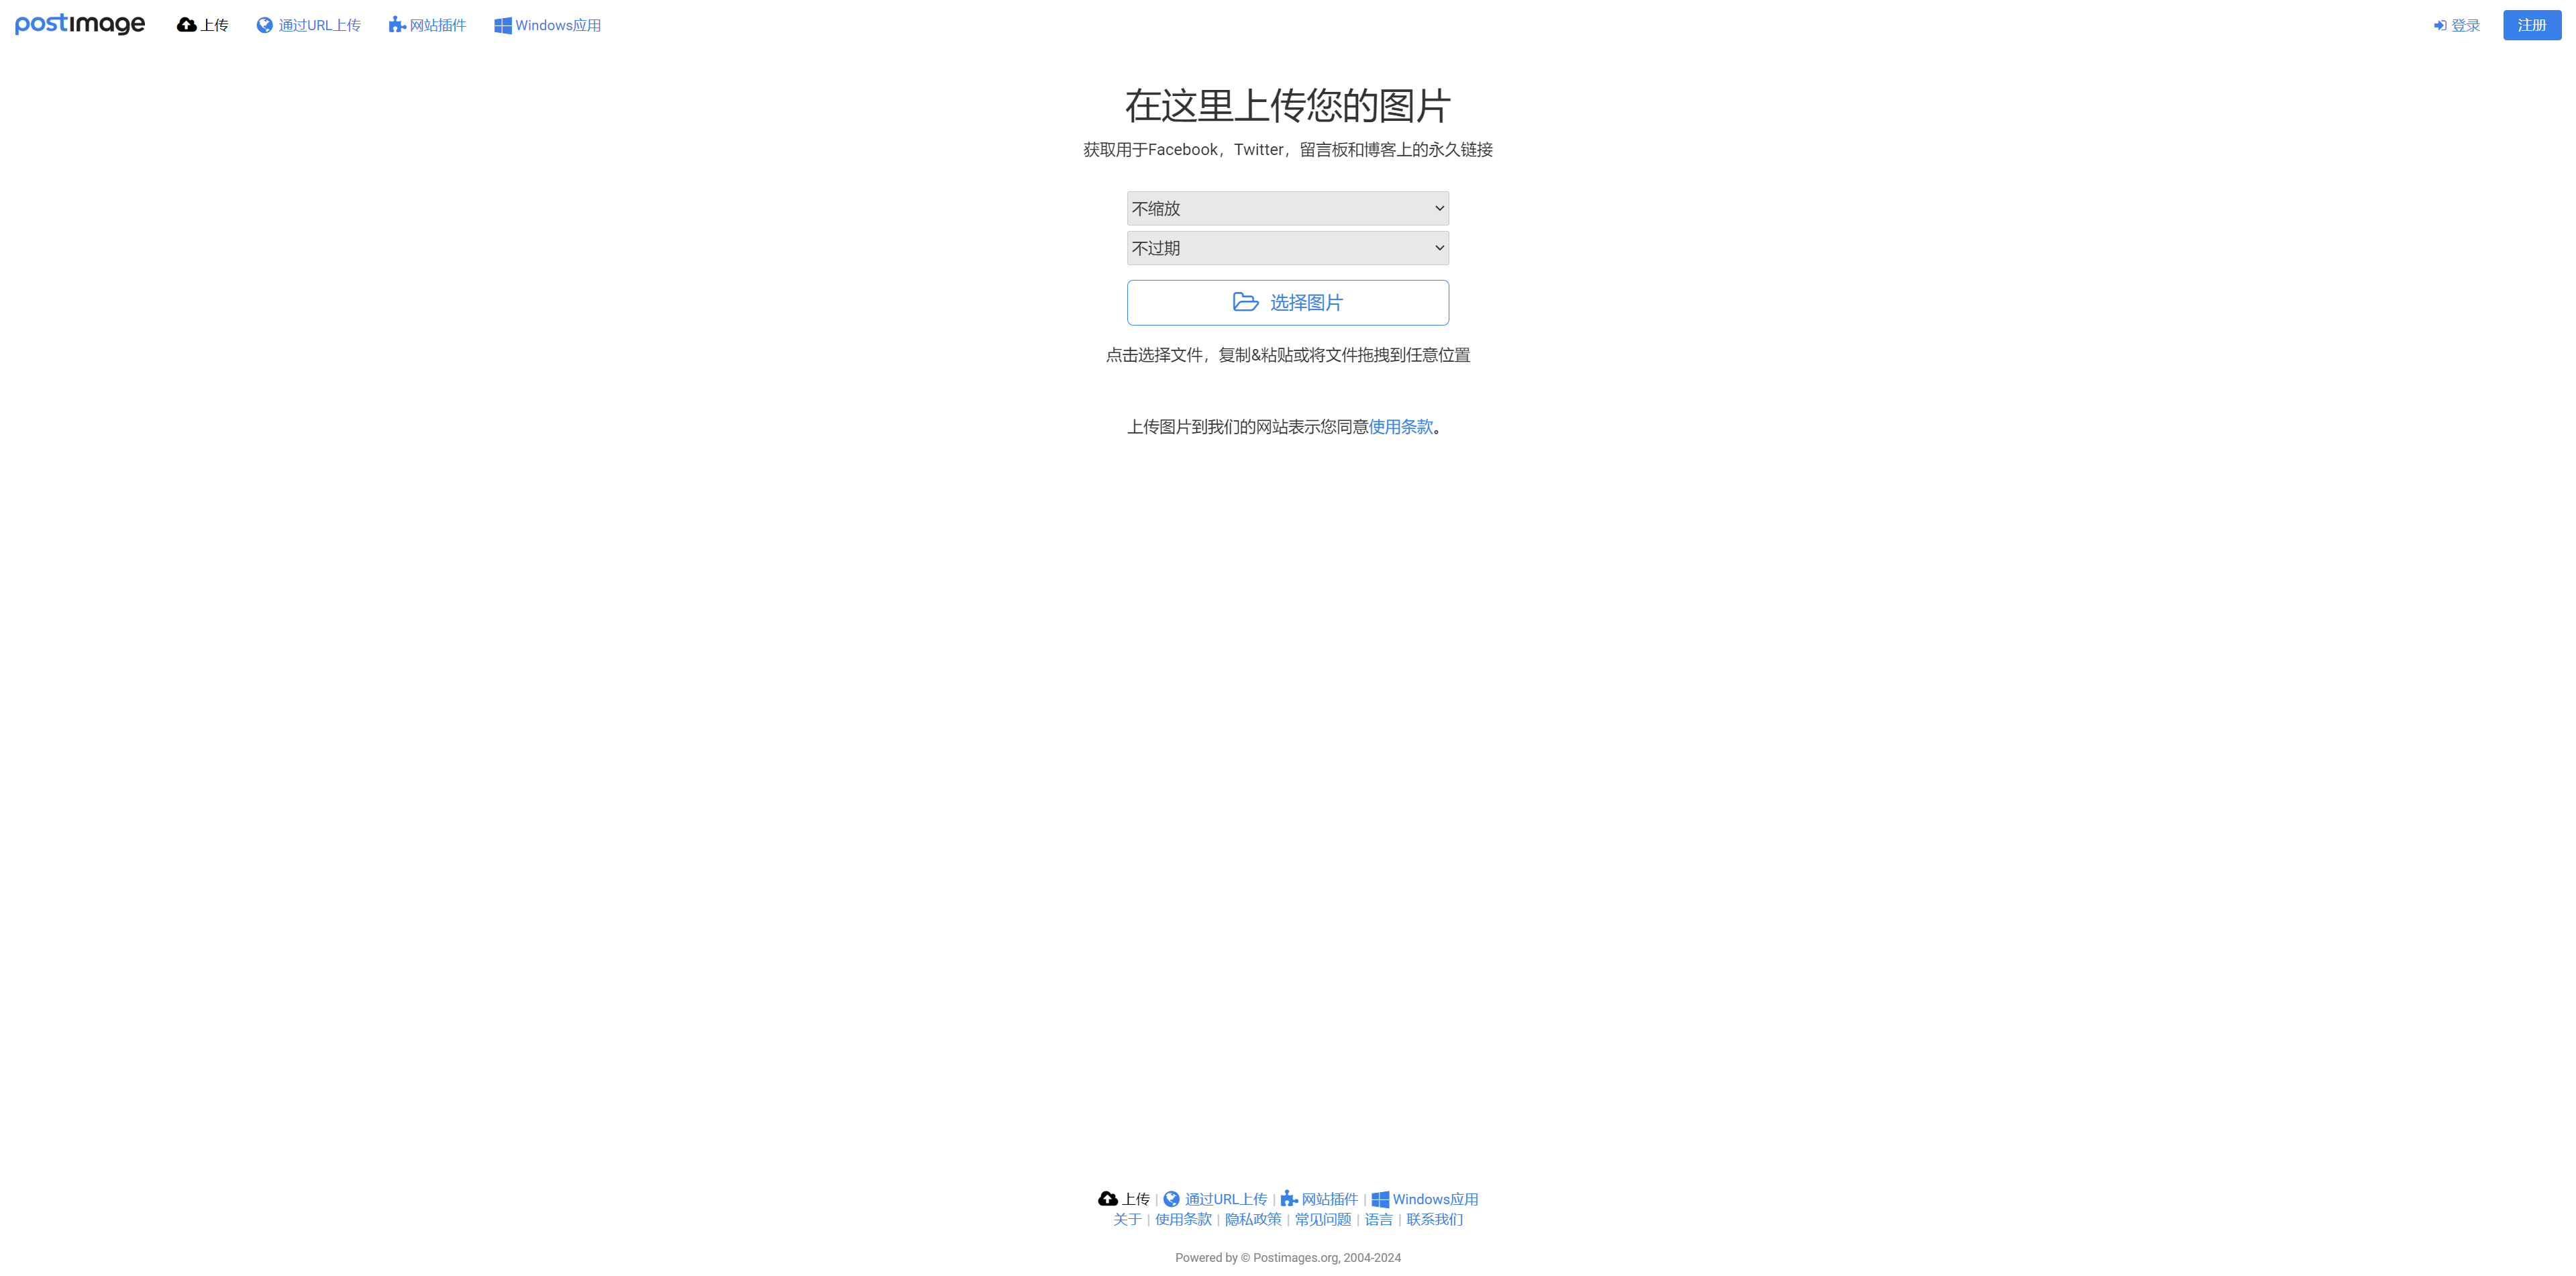 postimage 上传 通过URL上传 网站插件 Windows应用 登录 注册
在这里上传您的图片
获取用于Facebook，Twitter，留言板和博客上的永久链接
不缩放
不过期
选择图片
点击选择文件，复制&粘贴或将文件拖拽到任意位置
上传图片到我们的网站表示您同意使用条款。
上传 | 通过URL上传 | 网站插件 | Windows应用
关于 | 使用条款 | 隐私政策 | 常见问题 | 语言 | 联系我们
Powered by © Postimages.org, 2004-2024